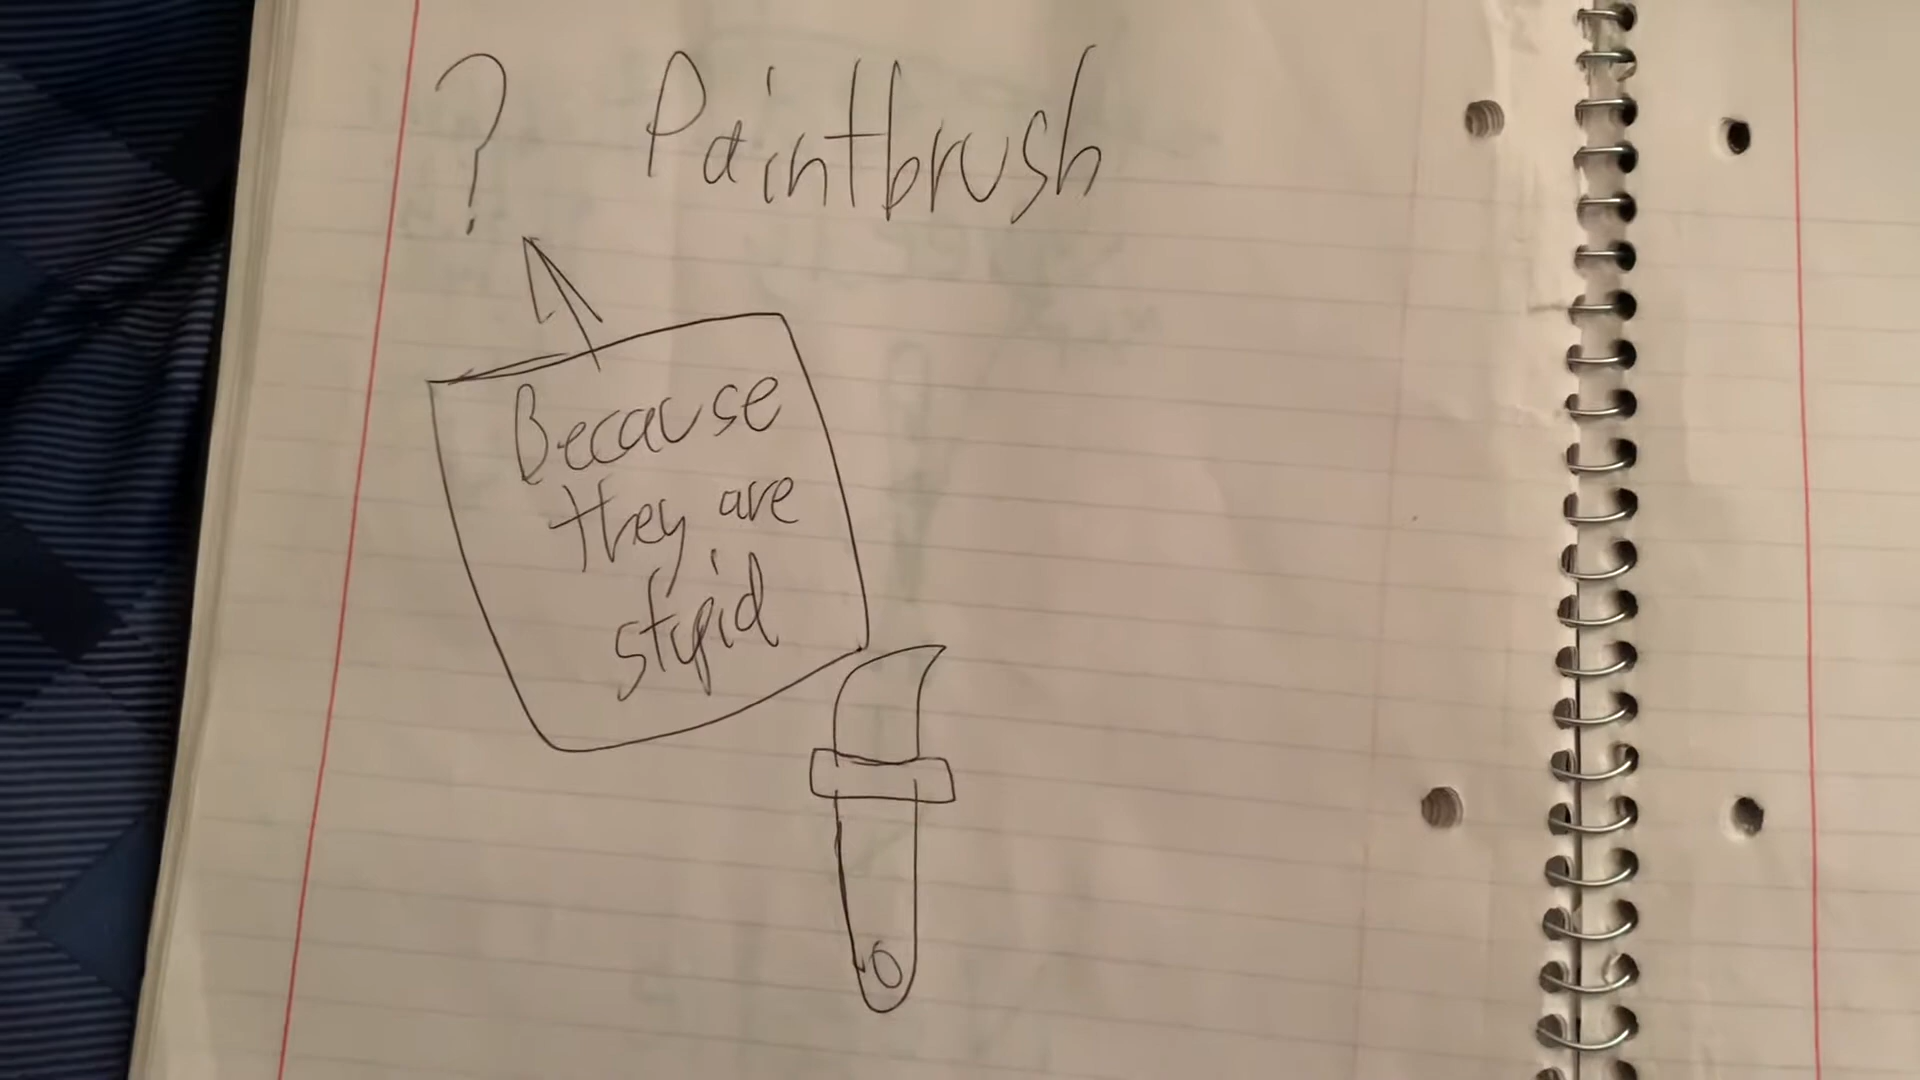 ? Paintbrush
Because
they are
stupid